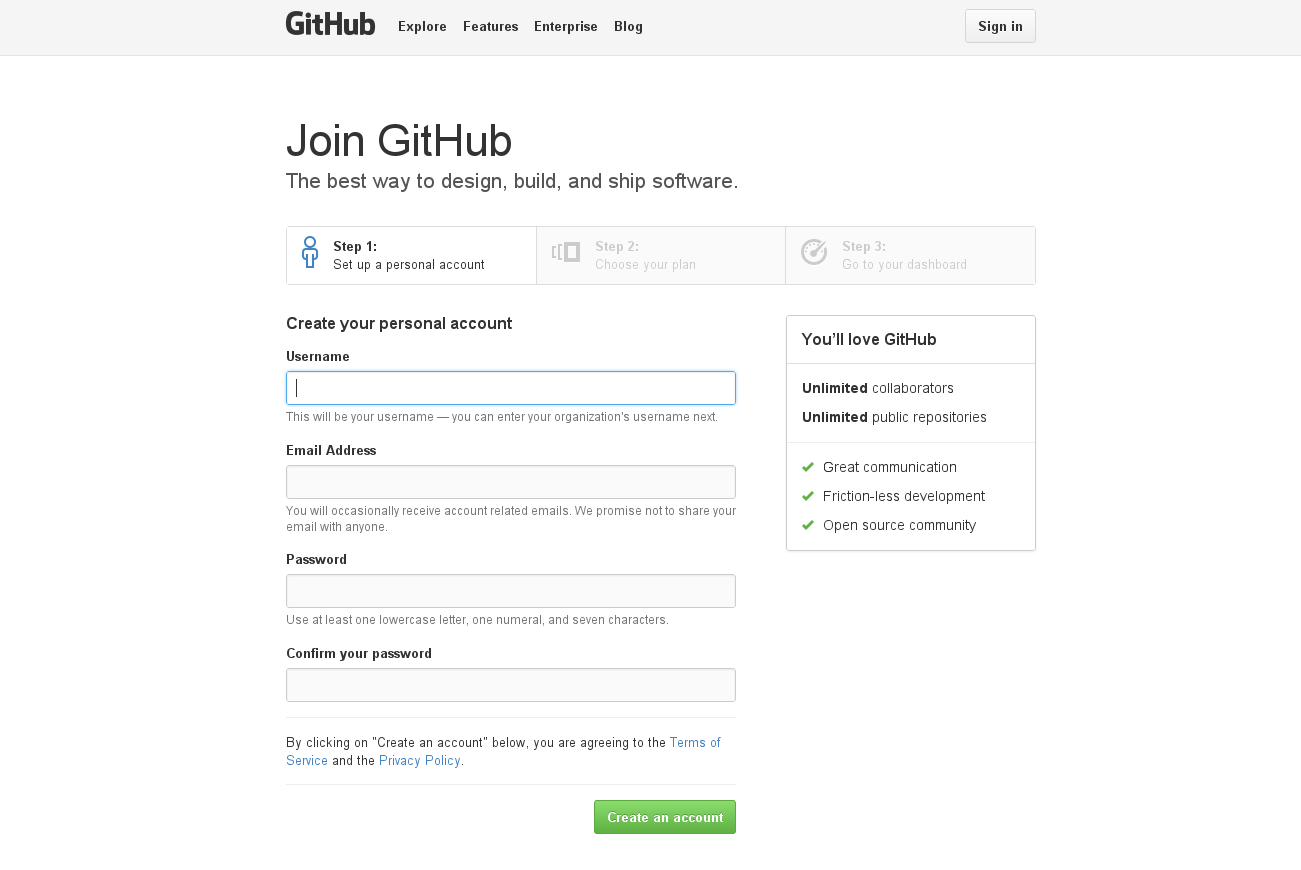 GitHub Explore Features Enterprise Blog Sign in
Join GitHub
The best way to design, build, and ship software.
Step 1:
Set up a personal account
Step 2:
Choose your plan
Step 3:
Go to your dashboard
Create your personal account
Username
This will be your username — you can enter your organization's username next.
Email Address
You will occasionally receive account related emails. We promise not to share your
email with anyone.
Password
Use at least one lowercase letter, one numeral, and seven characters.
Confirm your password
By clicking on "Create an account" below, you are agreeing to the Terms of
Service and the Privacy Policy.
Create an account
You’ll love GitHub
Unlimited collaborators
Unlimited public repositories
Great communication
Friction-less development
Open source community